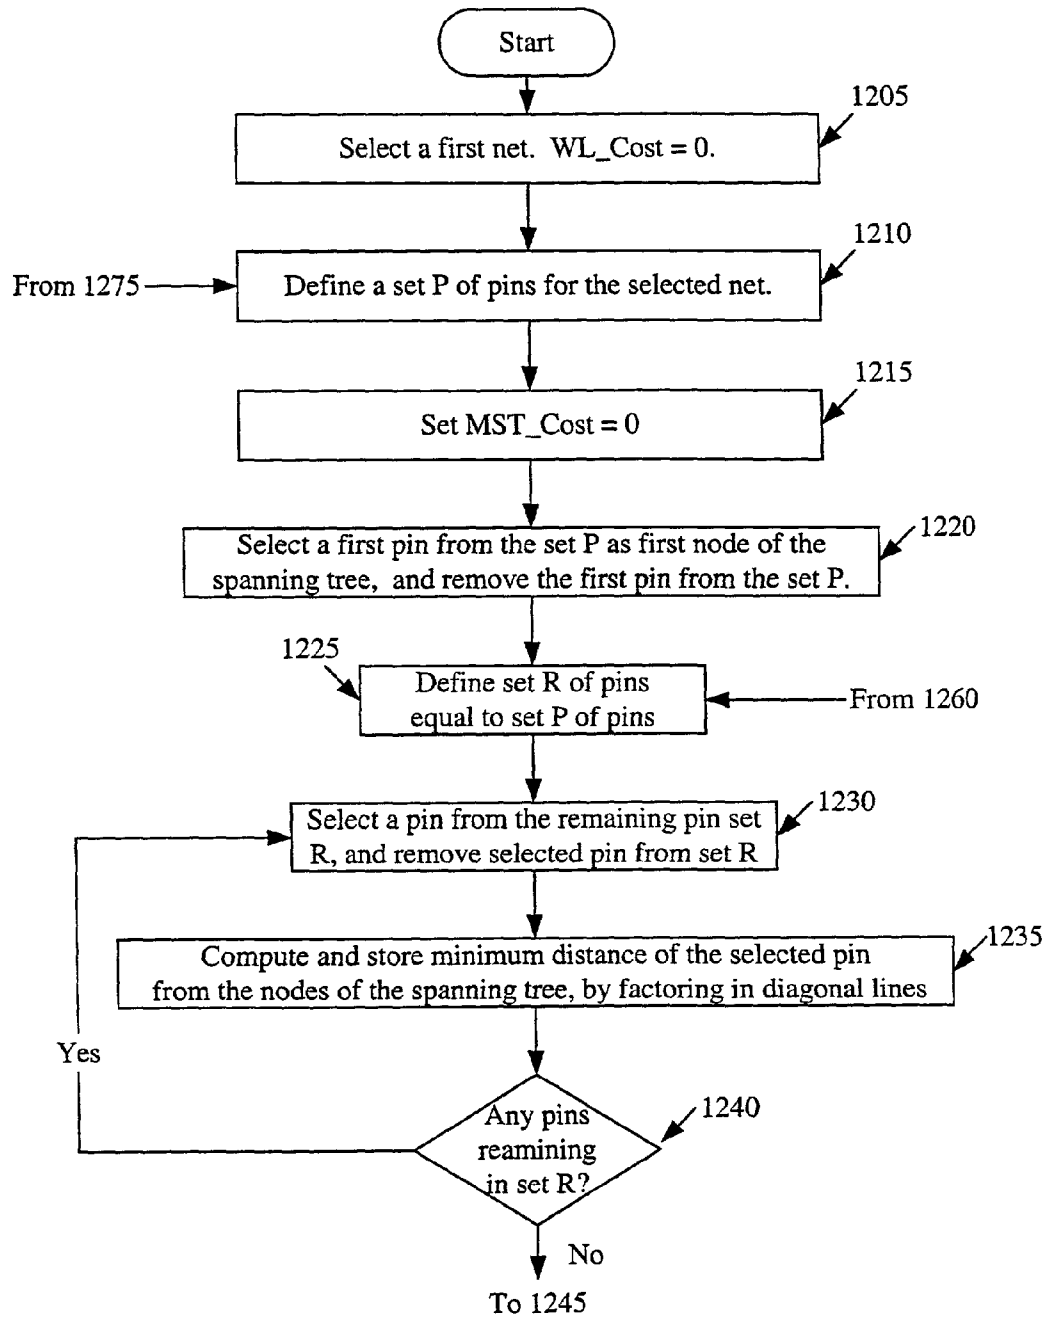 Start
1205
Select a first net. WL_Cost = 0.
1210
From 1275
Define a set P of pins for the selected net.
1215
Set MST_Cost = 0
1220
Select a first pin from the set P as first node of the
spanning tree, and remove the first pin from the set P.
1225
Define set R of pins
equal to set P of pins
From 1260
1230
Select a pin from the remaining pin set
R, and remove selected pin from set R
1235
Compute and store minimum distance of the selected pin
from the nodes of the spanning tree, by factoring in diagonal lines
Yes
1240
Any pins
reamining
in set R?
No
To 1245